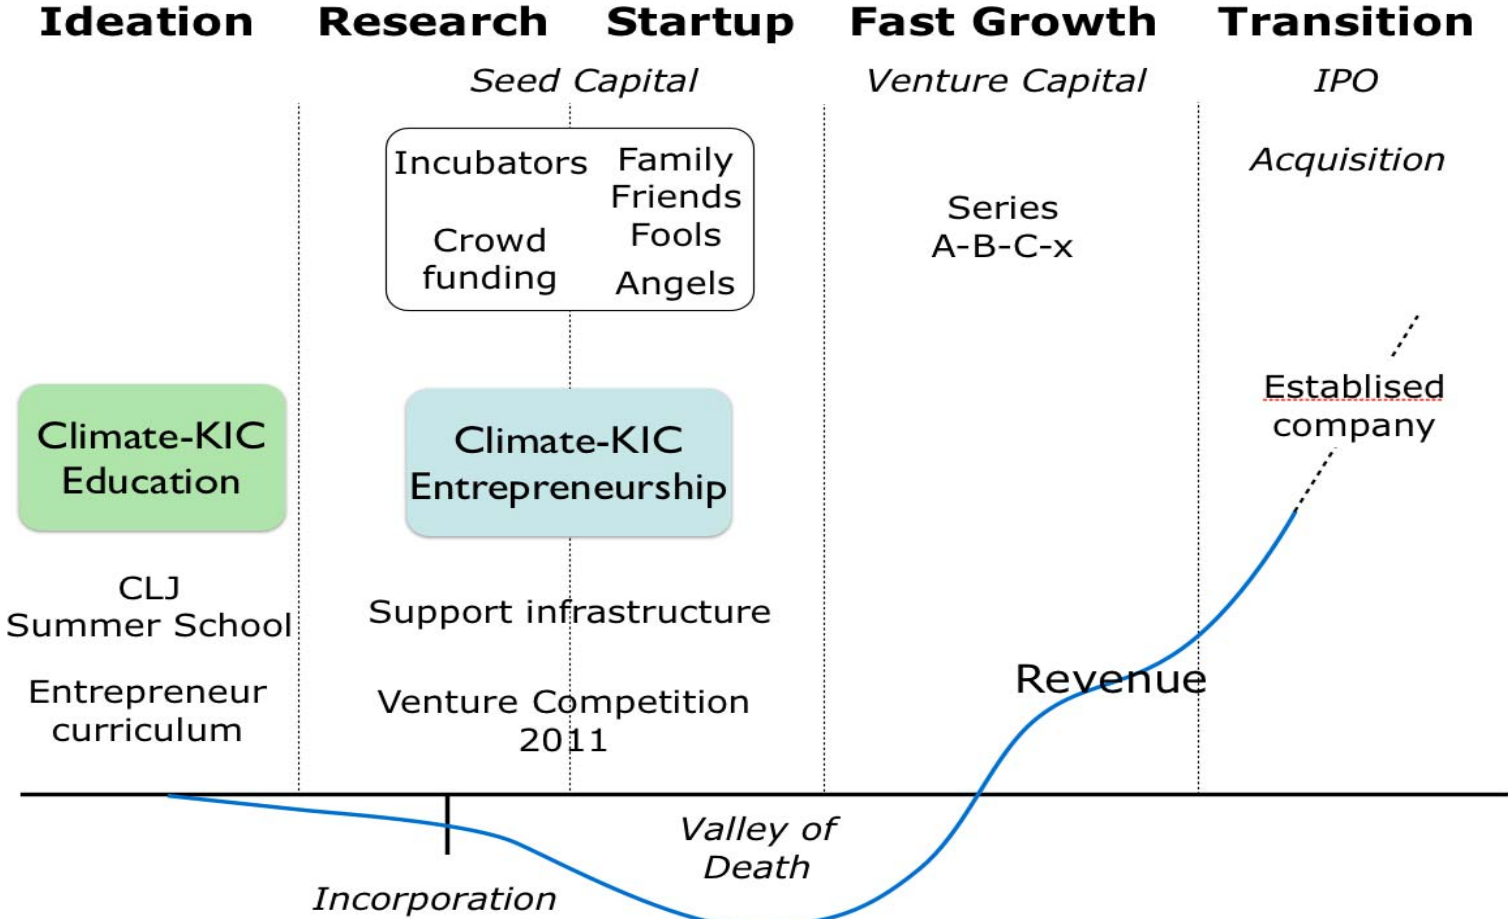 Ideation
Research
Startup
Fast Growth
Transition
Seed Capital
Venture Capital
IPO
Incubators
Crowd
funding
Family
Friends
Fools
Angels
Series
A-B-C-x
Acquisition
Establised
company
Climate-KIC
Education
Climate-KIC
Entrepreneurship
CLJ
Summer School
Entrepreneur
curriculum
Support infrastructure
Venture Competition
2011
Revenue
Valley of
Death
Incorporation